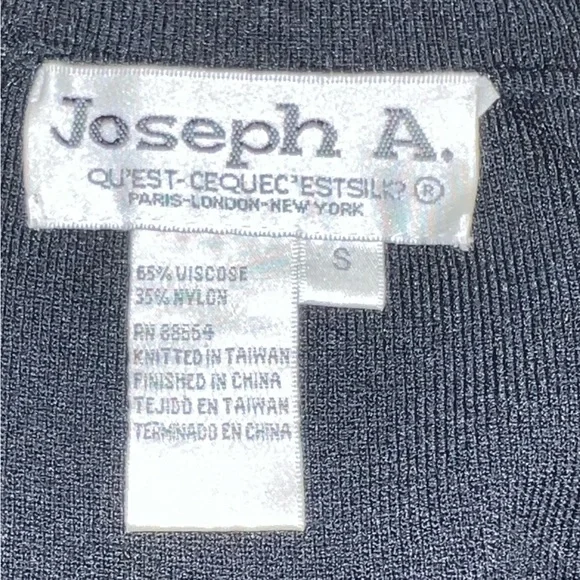 Joseph A.
QU'EST-CEQUEC'ESTSILK? ®
PARIS-LONDON-NEW YORK
S
65% VISCOSE
35% NYLON
RN 88564
KNITTED IN TAIWAN
FINISHED IN CHINA
TEJIDO EN TAIWAN
TERMINADO EN CHINA